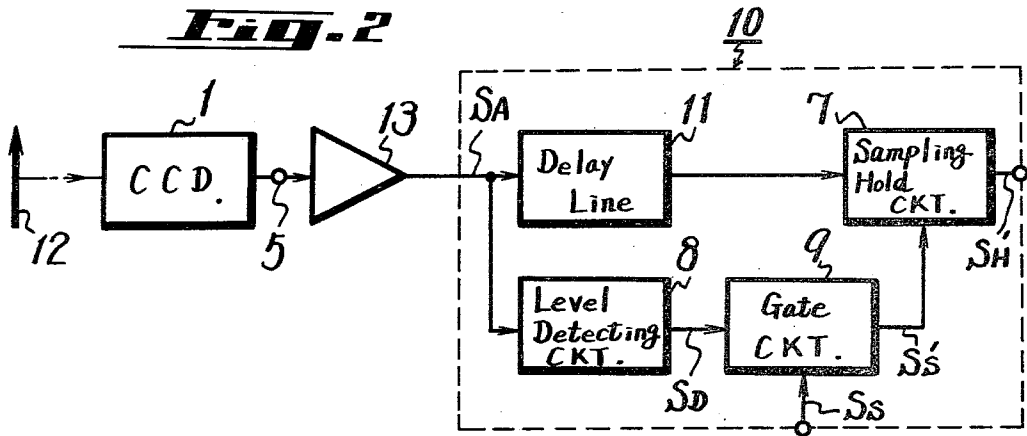 Fig. 2
10
1
CCD.
13
SA
11
Delay
Line
7
Sampling
Hold
CKT.
12
5
SH'
8
Level
Detecting
CKT.
9
Gate
CKT.
SD
SS'
SS